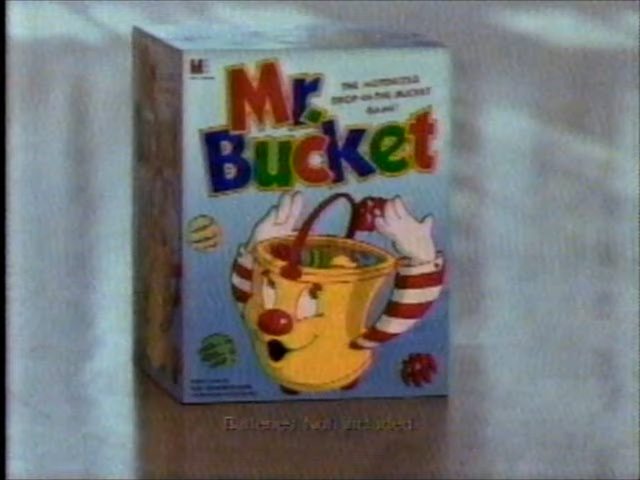 Mr.
Bucket
THE MOTORIZED
DROP-IN-THE BUCKET
GAME!
Batteries Not Included